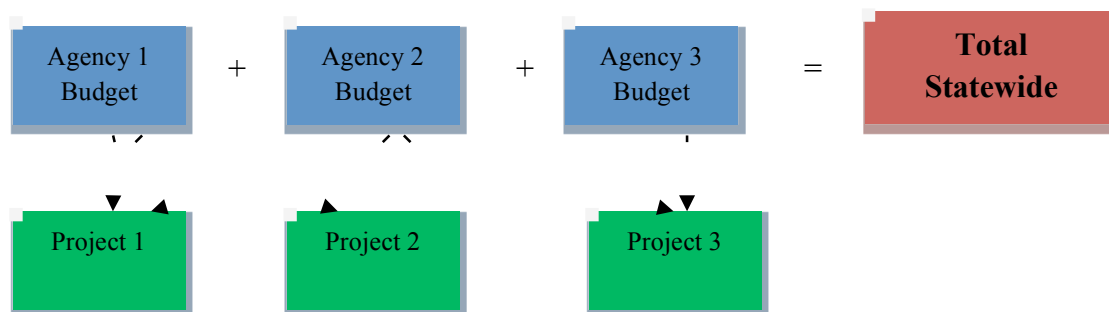 Agency 1
Budget
+
Agency 2
Budget
+
Agency 3
Budget
=
Total
Statewide
Project 1
Project 2
Project 3